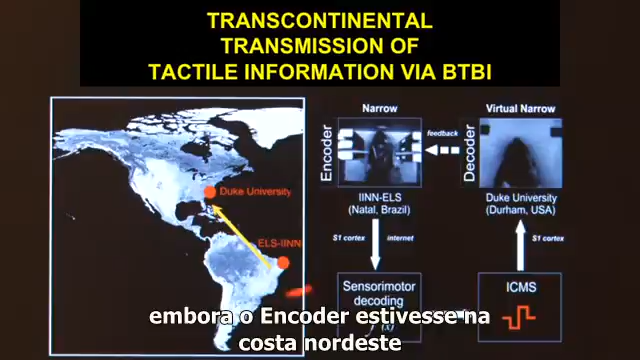 TRANSCONTINENTAL
TRANSMISSION OF
TACTILE INFORMATION VIA BTBI
Duke University
ELS-IINN
Narrow
Virtual Narrow
Encoder
feedback
Decoder
IINN-ELS
(Natal, Brazil)
Duke University
(Durham, USA)
S1 cortex
internet
S1 cortex
Sensorimotor
decoding
ICMS
embora o Encoder estivesse na
costa nordeste